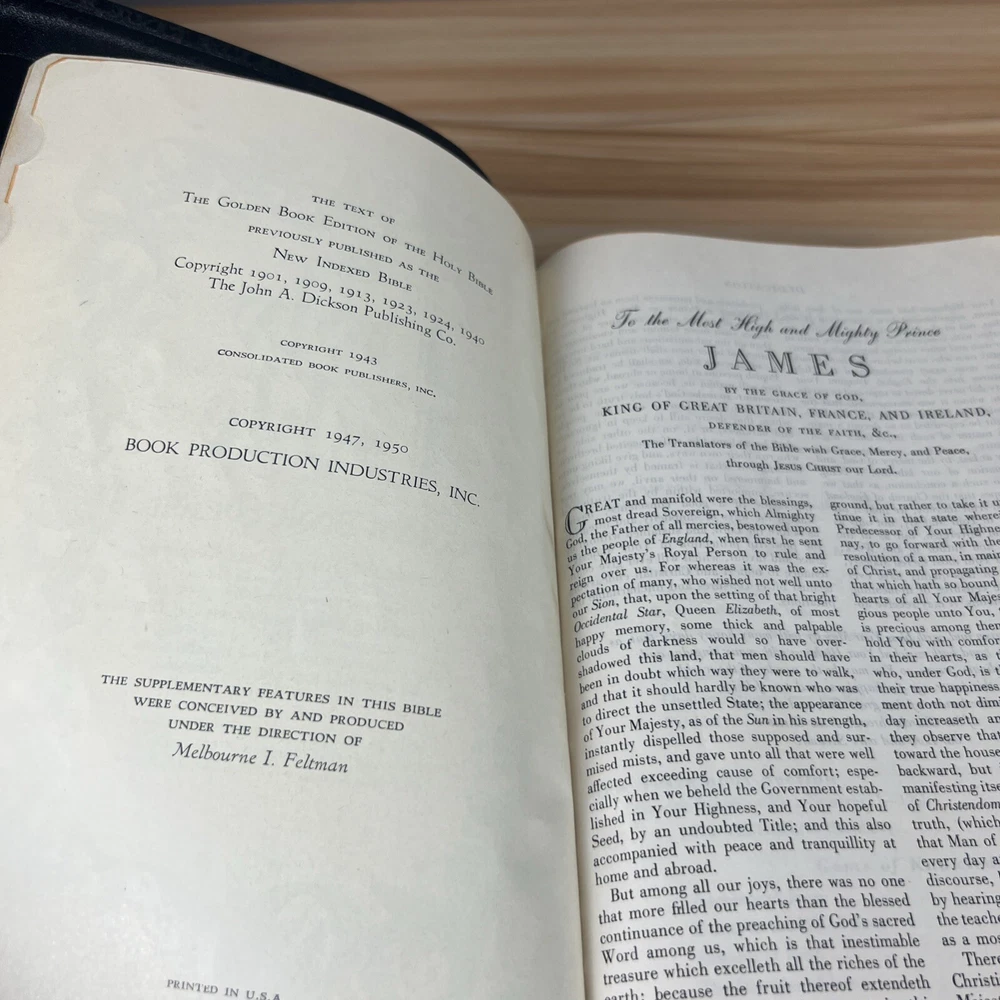 THE TEXT OF
THE GOLDEN BOOK EDITION OF THE HOLY BIBLE
PREVIOUSLY PUBLISHED AS THE
NEW INDEXED BIBLE
Copyright 1901, 1909, 1913, 1923, 1924, 1940
The John A. Dickson Publishing Co.
COPYRIGHT 1943
CONSOLIDATED BOOK PUBLISHERS, INC.
COPYRIGHT 1947, 1950
BOOK PRODUCTION INDUSTRIES, INC.
THE SUPPLEMENTARY FEATURES IN THIS BIBLE
WERE CONCEIVED BY AND PRODUCED
UNDER THE DIRECTION OF
Melbourne I. Feltman
PRINTED IN U.S.A
To the Most High and Mighty Prince
JAMES
BY THE GRACE OF GOD,
KING OF GREAT BRITAIN, FRANCE, AND IRELAND,
DEFENDER OF THE FAITH, &c.,
The Translators of the Bible wish Grace, Mercy, and Peace,
through JESUS CHRIST our Lord.
GREAT and manifold were the blessings,
most dread Sovereign, which Almighty
God, the Father of all mercies, bestowed upon
us the people of England, when first he sent
Your Majesty's Royal Person to rule and
reign over us. For whereas it was the ex-
pectation of many, who wished not well unto
our Sion, that, upon the setting of that bright
Occidental Star, Queen Elizabeth, of most
happy memory, some thick and palpable
clouds of darkness would so have over-
shadowed this land, that men should have
been in doubt which way they were to walk,
and that it should hardly be known who was
to direct the unsettled State; the appearance
of Your Majesty, as of the Sun in his strength,
instantly dispelled those supposed and sur-
mised mists, and gave unto all that were well
affected exceeding cause of comfort; espe-
cially when we beheld the Government estab-
lished in Your Highness, and Your hopeful
Seed, by an undoubted Title; and this also
accompanied with peace and tranquillity at
home and abroad.
But among all our joys, there was no one
that more filled our hearts than the blessed
continuance of the preaching of God's sacred
Word among us, which is that inestimable
treasure which excelleth all the riches of the
earth; because the fruit thereof extendeth
ground, but rather to take it u
tinue it in that state where
Predecessor of Your Highne
nay, to go forward with the
resolution of a man, in main
of Christ, and propagating
that which hath so bound
hearts of all Your Majes
gious people unto You,
is precious among them
hold You with comfor
in their hearts, as t
who, under God, is t
their true happiness
ment doth not dimi
day increaseth an
they observe that
toward the house
backward, but
manifesting itse
of Christendom
truth, (which
that Man of
every day a
discourse,
by hearing
the teache
as a mos
There
Christi